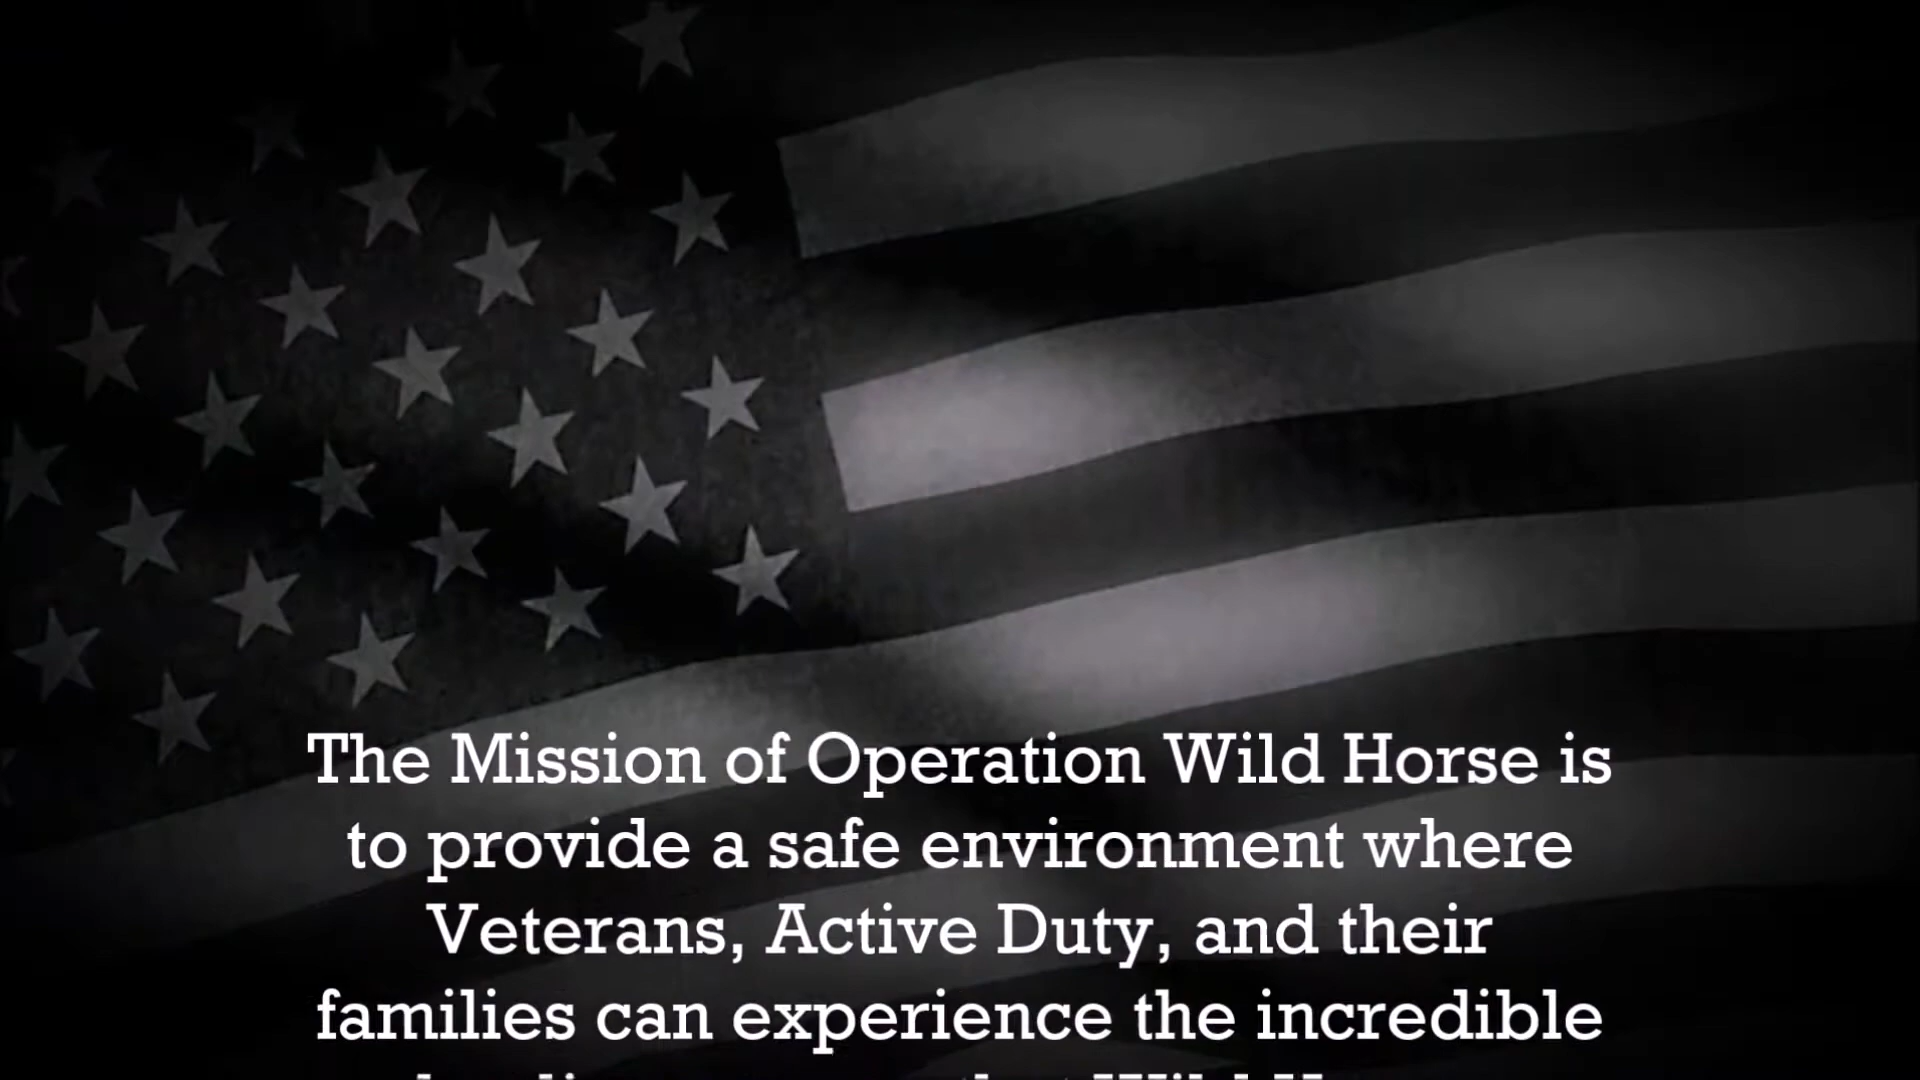 The Mission of Operation Wild Horse is
to provide a safe environment where
Veterans, Active Duty, and their
families can experience the incredible